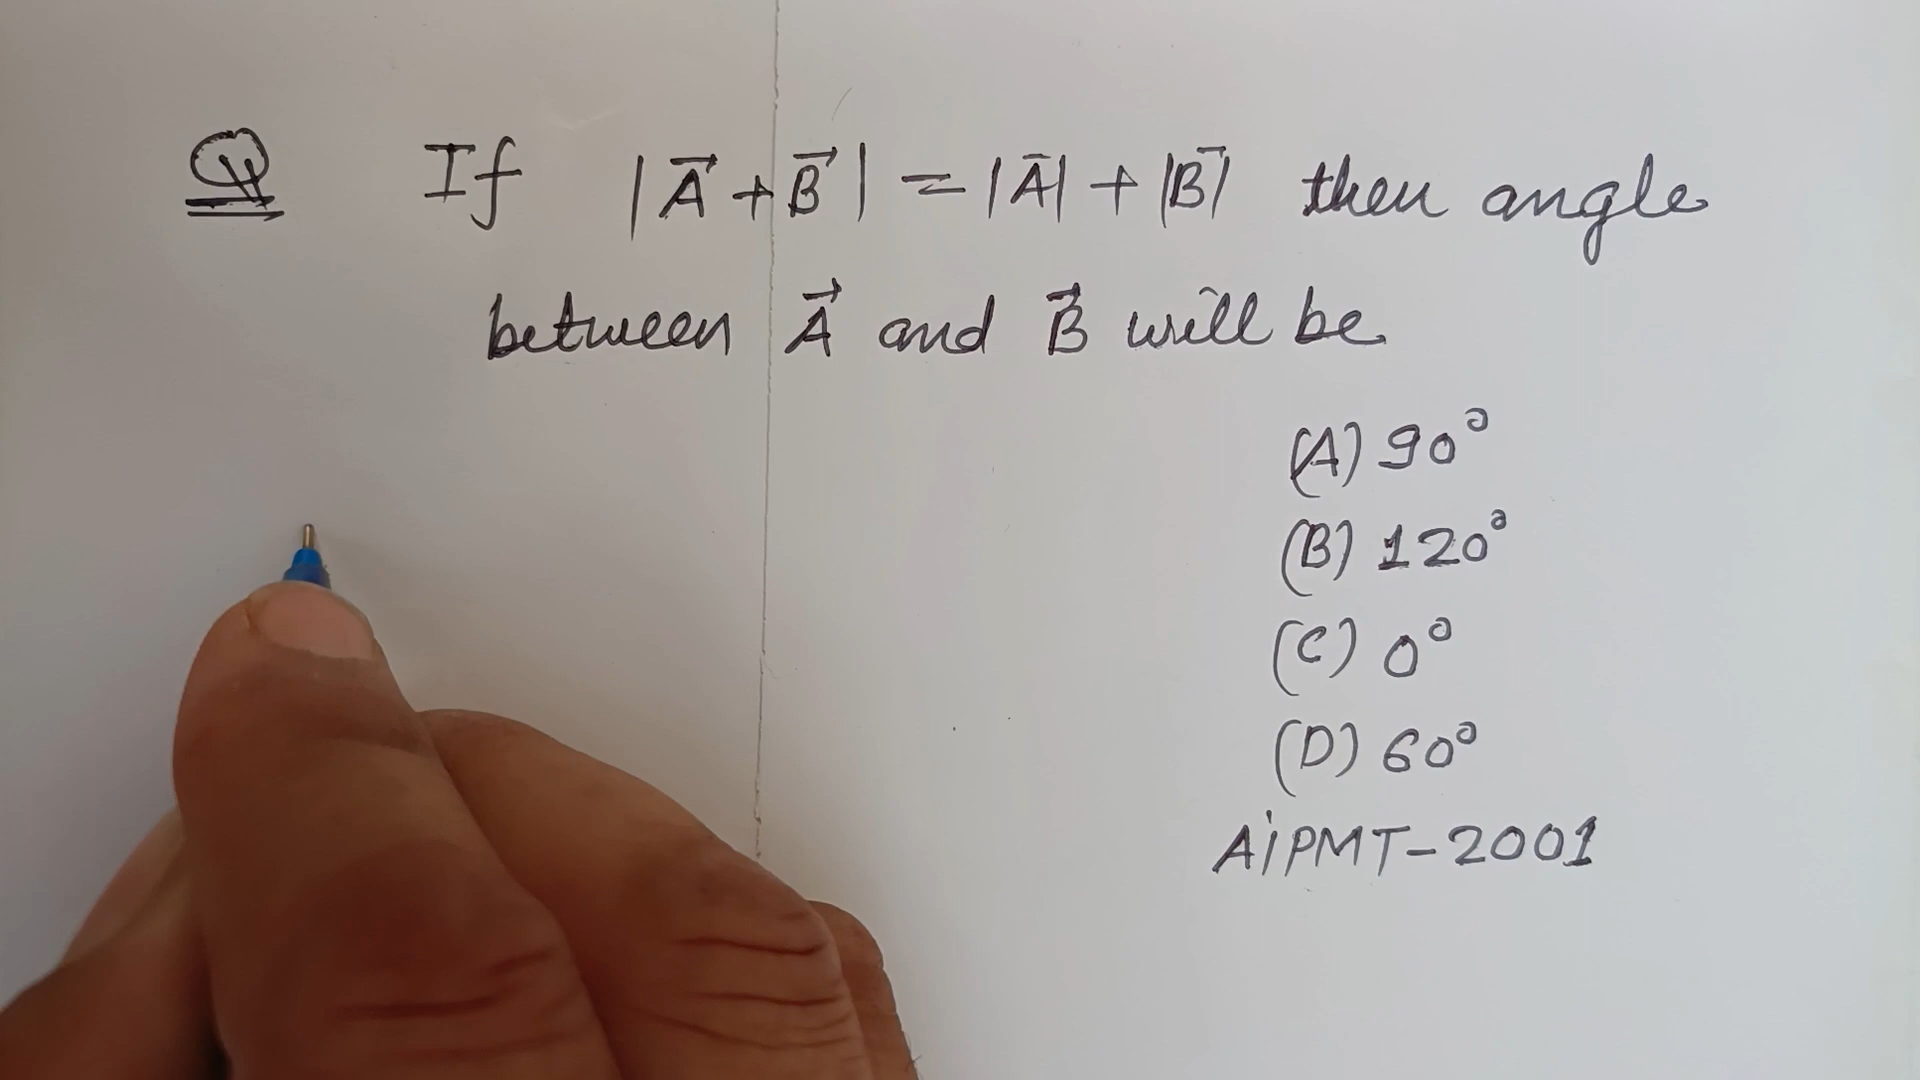 Q If |A⃗ + B⃗| = |Ā| + |B̄| then angle
between A⃗ and B⃗ will be
(A) 90°
(B) 120°
(C) 0°
(D) 60°
AiPMT-2001